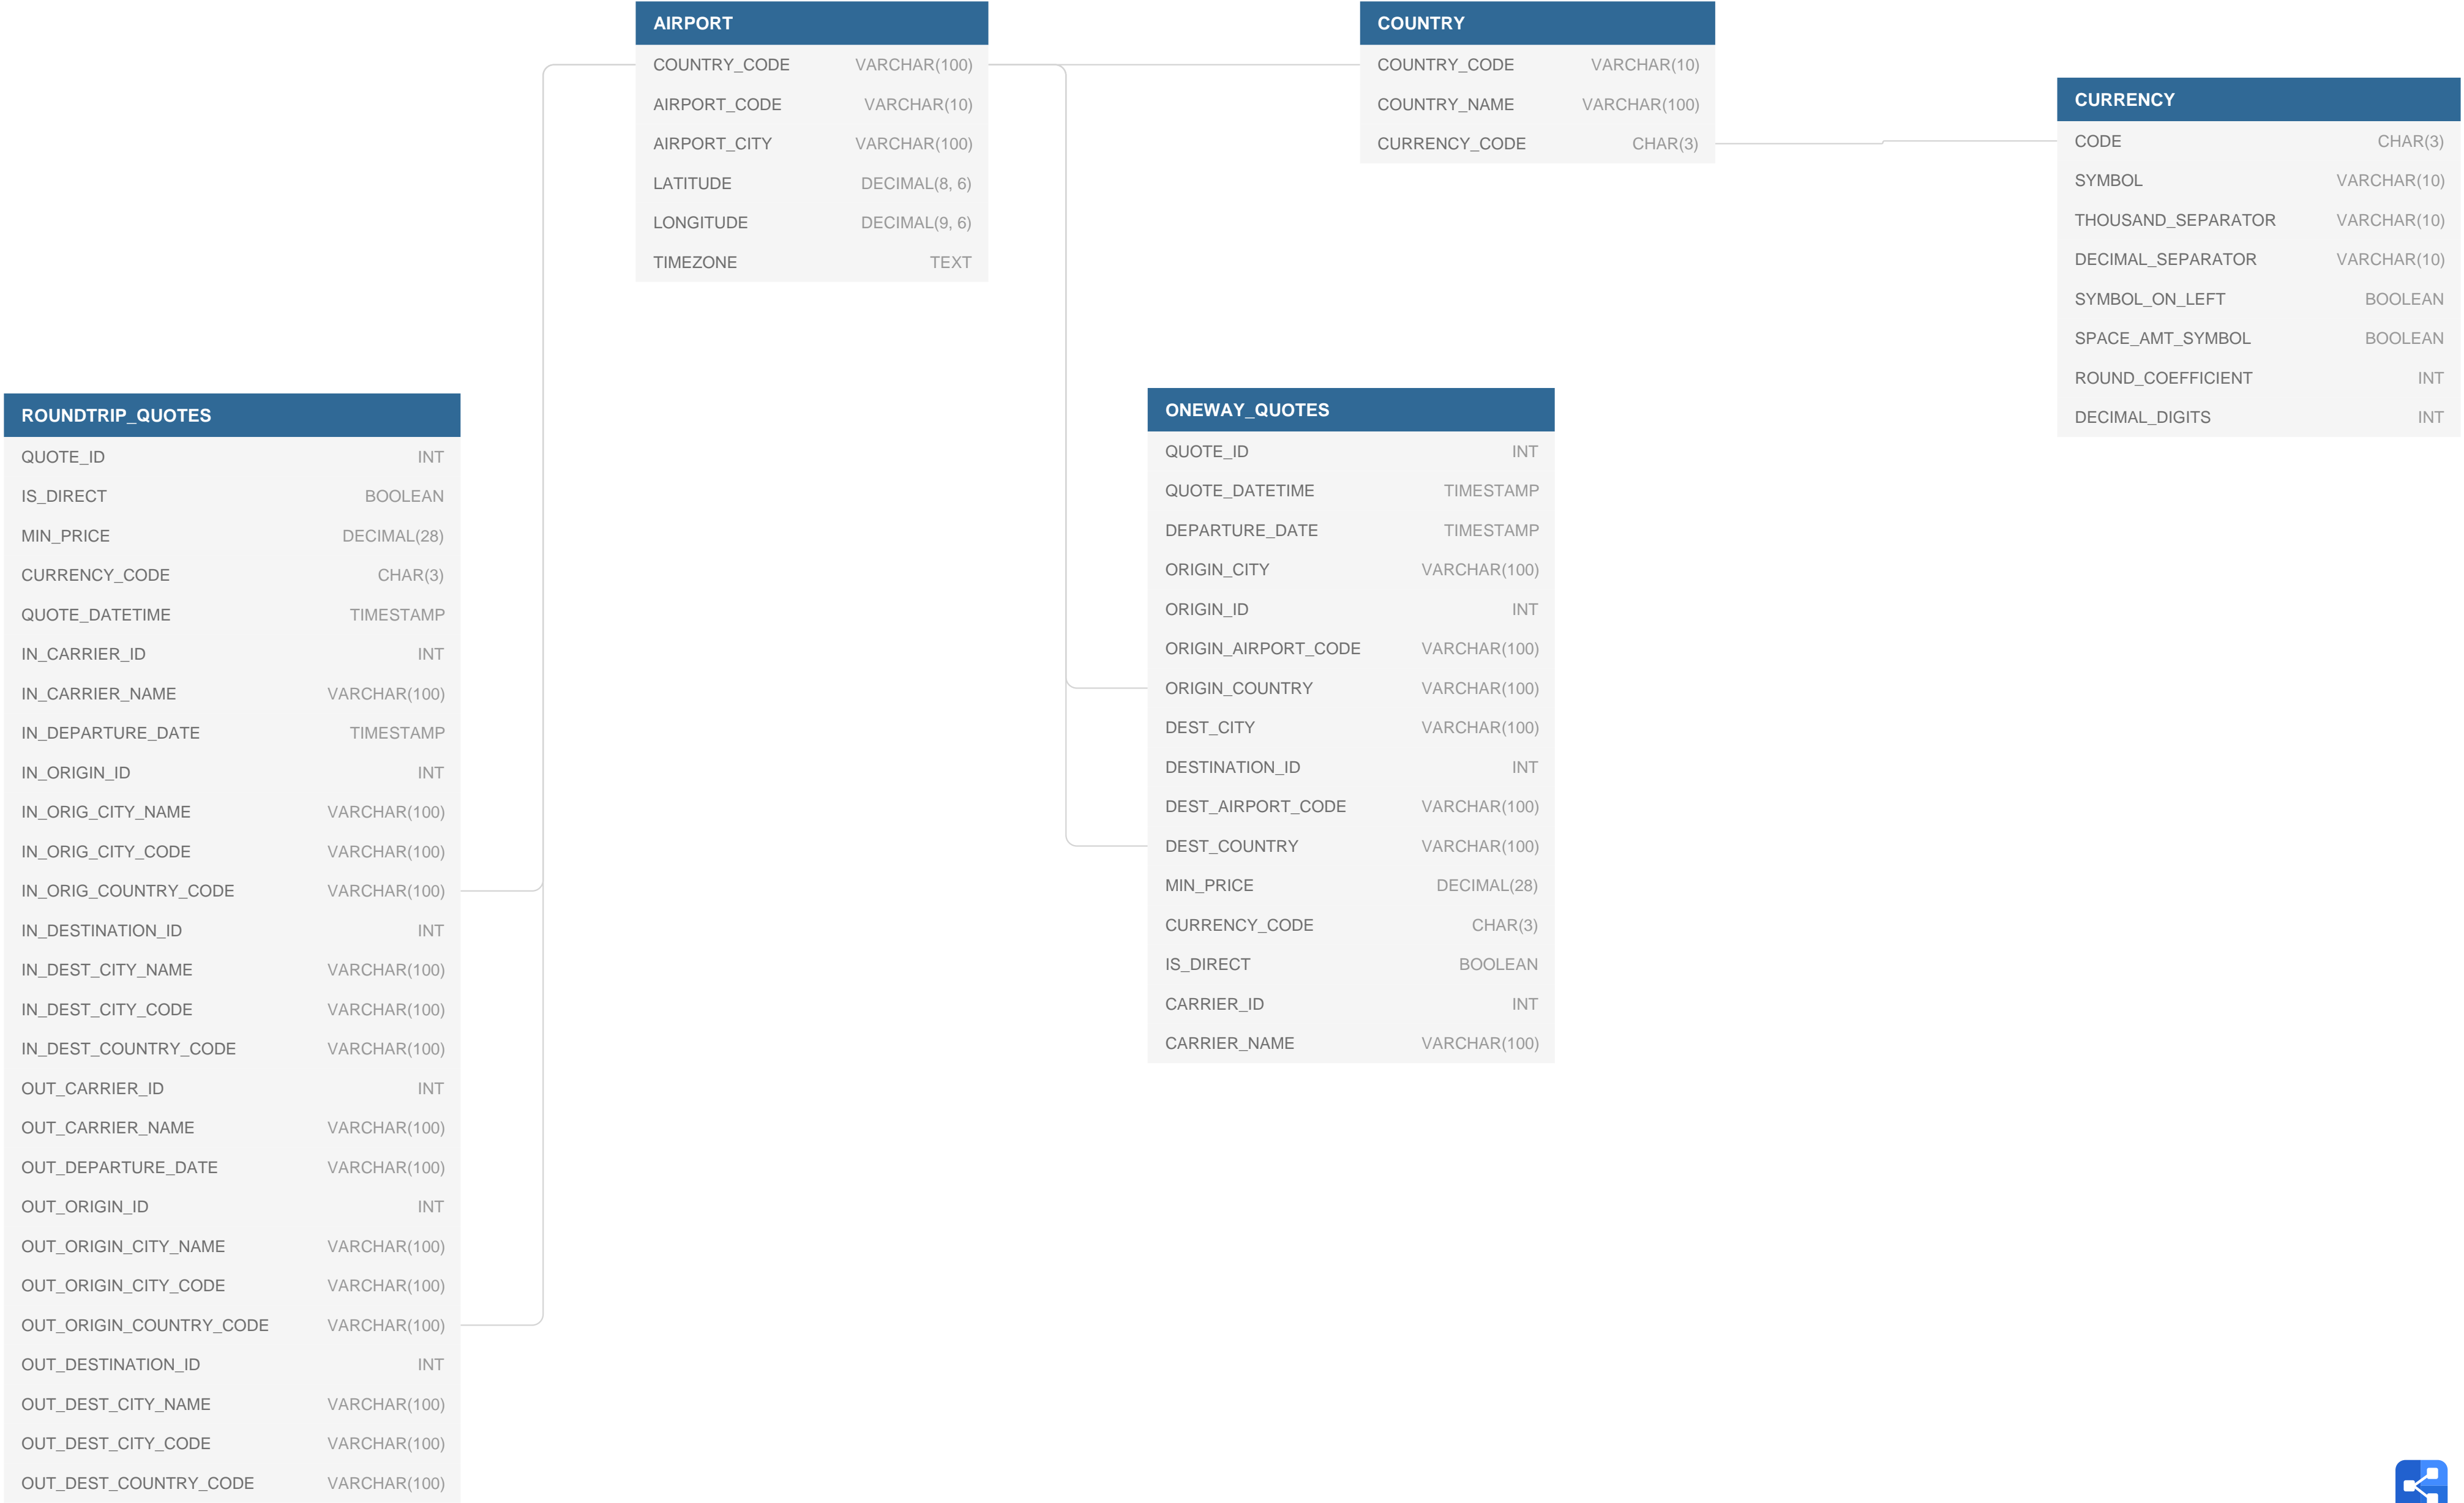 AIRPORT
COUNTRY_CODE VARCHAR(100)
AIRPORT_CODE VARCHAR(10)
AIRPORT_CITY VARCHAR(100)
LATITUDE DECIMAL(8, 6)
LONGITUDE DECIMAL(9, 6)
TIMEZONE TEXT
COUNTRY
COUNTRY_CODE VARCHAR(10)
COUNTRY_NAME VARCHAR(100)
CURRENCY_CODE CHAR(3)
CURRENCY
CODE CHAR(3)
SYMBOL VARCHAR(10)
THOUSAND_SEPARATOR VARCHAR(10)
DECIMAL_SEPARATOR VARCHAR(10)
SYMBOL_ON_LEFT BOOLEAN
SPACE_AMT_SYMBOL BOOLEAN
ROUND_COEFFICIENT INT
DECIMAL_DIGITS INT
ROUNDTRIP_QUOTES
QUOTE_ID INT
IS_DIRECT BOOLEAN
MIN_PRICE DECIMAL(28)
CURRENCY_CODE CHAR(3)
QUOTE_DATETIME TIMESTAMP
IN_CARRIER_ID INT
IN_CARRIER_NAME VARCHAR(100)
IN_DEPARTURE_DATE TIMESTAMP
IN_ORIGIN_ID INT
IN_ORIG_CITY_NAME VARCHAR(100)
IN_ORIG_CITY_CODE VARCHAR(100)
IN_ORIG_COUNTRY_CODE VARCHAR(100)
IN_DESTINATION_ID INT
IN_DEST_CITY_NAME VARCHAR(100)
IN_DEST_CITY_CODE VARCHAR(100)
IN_DEST_COUNTRY_CODE VARCHAR(100)
OUT_CARRIER_ID INT
OUT_CARRIER_NAME VARCHAR(100)
OUT_DEPARTURE_DATE VARCHAR(100)
OUT_ORIGIN_ID INT
OUT_ORIGIN_CITY_NAME VARCHAR(100)
OUT_ORIGIN_CITY_CODE VARCHAR(100)
OUT_ORIGIN_COUNTRY_CODE VARCHAR(100)
OUT_DESTINATION_ID INT
OUT_DEST_CITY_NAME VARCHAR(100)
OUT_DEST_CITY_CODE VARCHAR(100)
OUT_DEST_COUNTRY_CODE VARCHAR(100)
ONEWAY_QUOTES
QUOTE_ID INT
QUOTE_DATETIME TIMESTAMP
DEPARTURE_DATE TIMESTAMP
ORIGIN_CITY VARCHAR(100)
ORIGIN_ID INT
ORIGIN_AIRPORT_CODE VARCHAR(100)
ORIGIN_COUNTRY VARCHAR(100)
DEST_CITY VARCHAR(100)
DESTINATION_ID INT
DEST_AIRPORT_CODE VARCHAR(100)
DEST_COUNTRY VARCHAR(100)
MIN_PRICE DECIMAL(28)
CURRENCY_CODE CHAR(3)
IS_DIRECT BOOLEAN
CARRIER_ID INT
CARRIER_NAME VARCHAR(100)